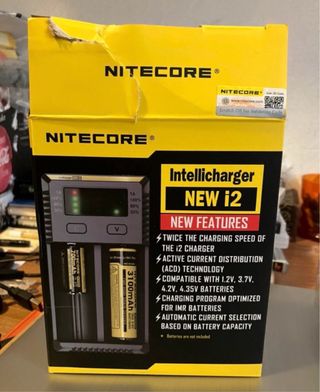 NITECORE®
NITECORE
NITECORE®
Intellicharger
NEW i2
NEW FEATURES
TWICE THE CHARGING SPEED OF
THE i2 CHARGER
ACTIVE CURRENT DISTRIBUTION
(ACD) TECHNOLOGY
COMPATIBLE WITH 1.2V, 3.7V,
4.2V, 4.35V BATTERIES
CHARGING PROGRAM OPTIMIZED
FOR IMR BATTERIES
AUTOMATIC CURRENT SELECTION
BASED ON BATTERY CAPACITY
Batteries are not included
V
3100mAh